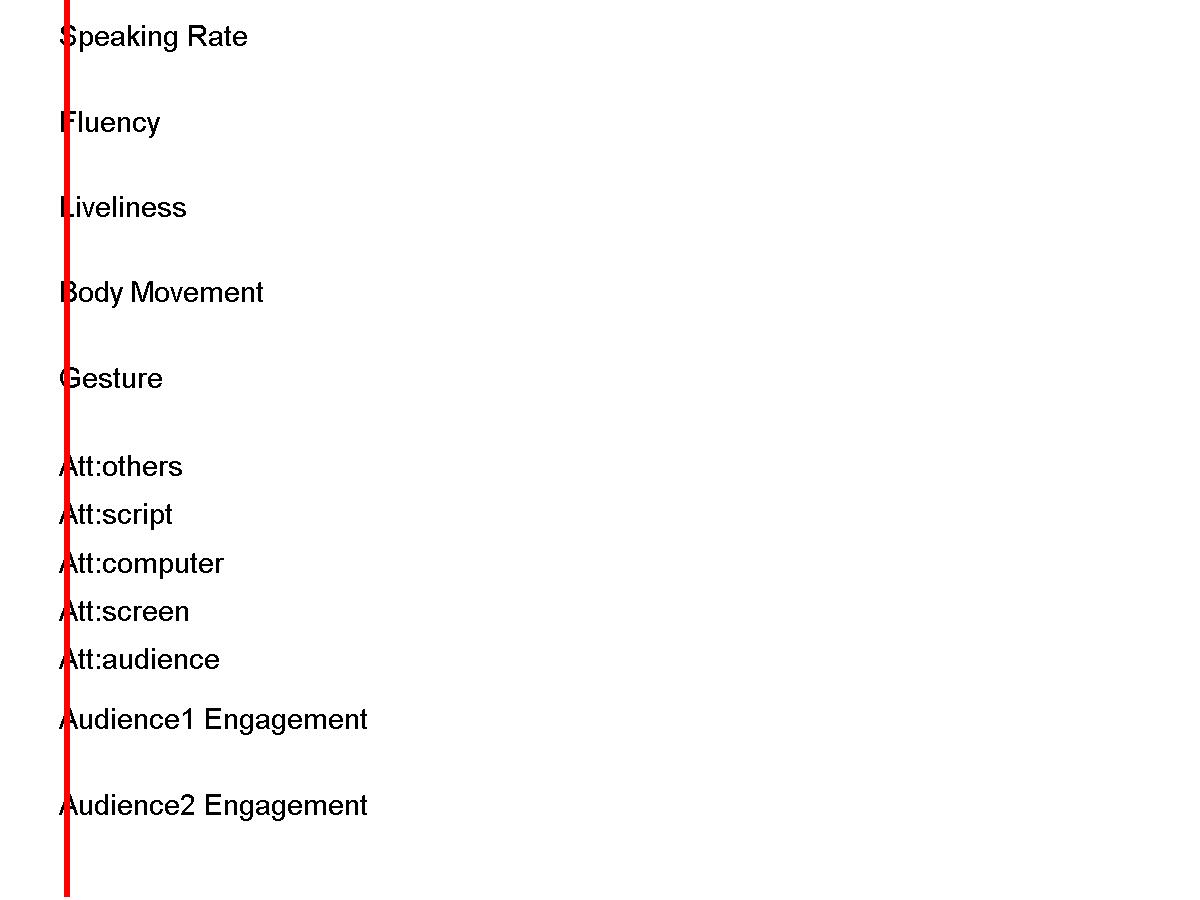 Speaking Rate
Fluency
Liveliness
Body Movement
Gesture
Att:others
Att:script
Att:computer
Att:screen
Att:audience
Audience1 Engagement
Audience2 Engagement